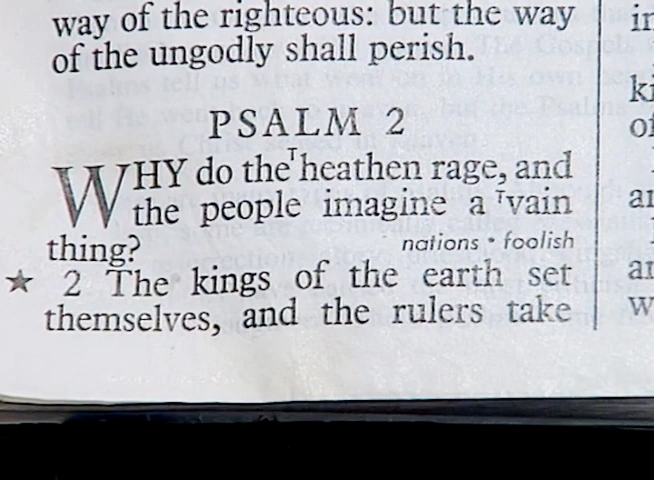 way of the righteous: but the way
of the ungodly shall perish.
PSALM 2
WHY do the heathen rage, and
the people imagine a vain
thing? nations • foolish
★ 2 The kings of the earth set
themselves, and the rulers take